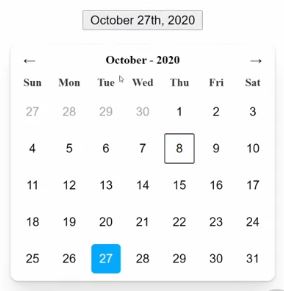 October 27th, 2020
← October - 2020 →
Sun Mon Tue Wed Thu Fri Sat
27 28 29 30 1 2 3
4 5 6 7 8 9 10
11 12 13 14 15 16 17
18 19 20 21 22 23 24
25 26 27 28 29 30 31